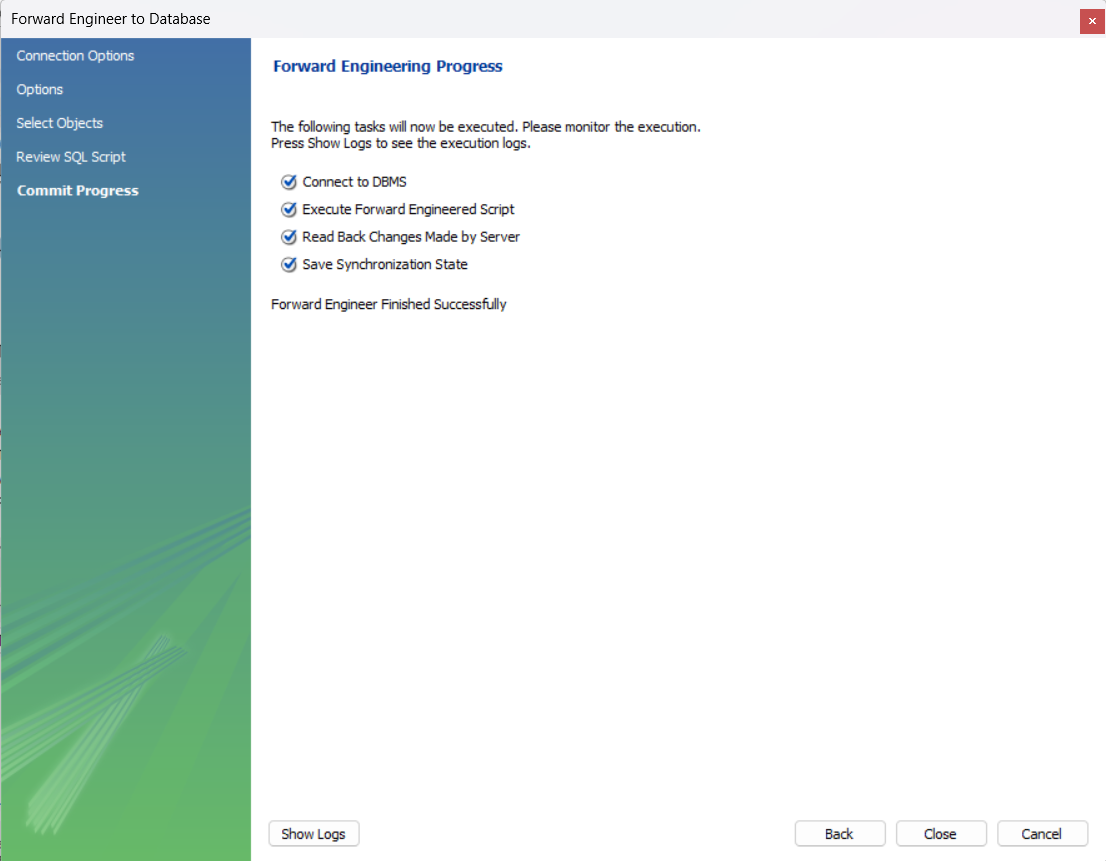 Forward Engineer to Database
Connection Options
Options
Select Objects
Review SQL Script
Commit Progress
Forward Engineering Progress
The following tasks will now be executed. Please monitor the execution.
Press Show Logs to see the execution logs.
Connect to DBMS
Execute Forward Engineered Script
Read Back Changes Made by Server
Save Synchronization State
Forward Engineer Finished Successfully
Show Logs
Back
Close
Cancel